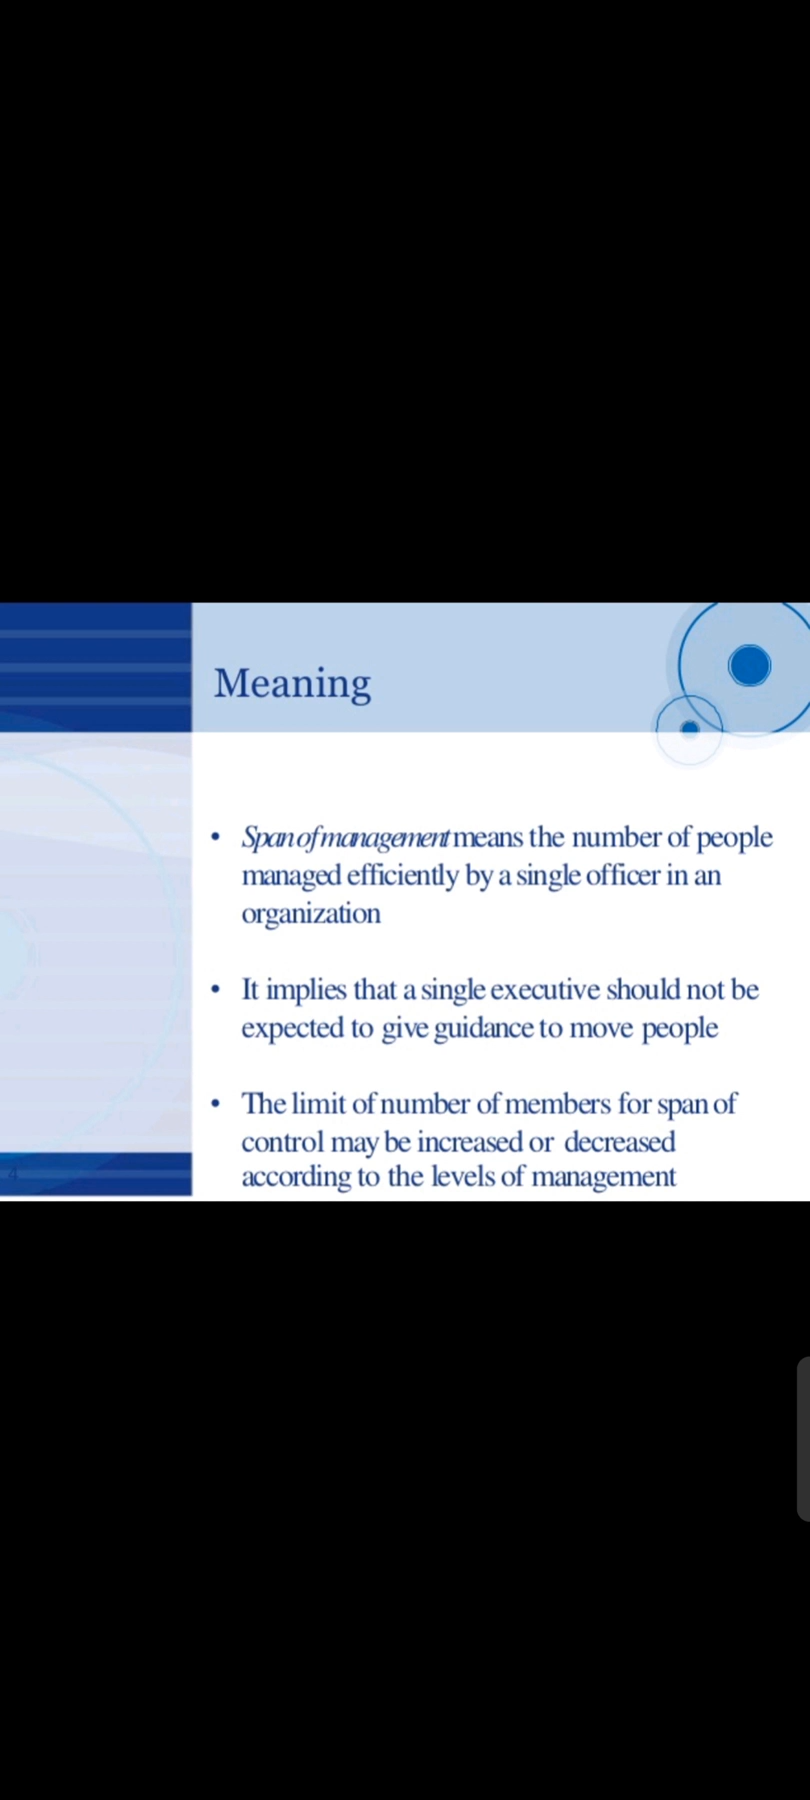 Meaning
• Span of management means the number of people
managed efficiently by a single officer in an
organization
• It implies that a single executive should not be
expected to give guidance to move people
• The limit of number of members for span of
control may be increased or decreased
according to the levels of management
4